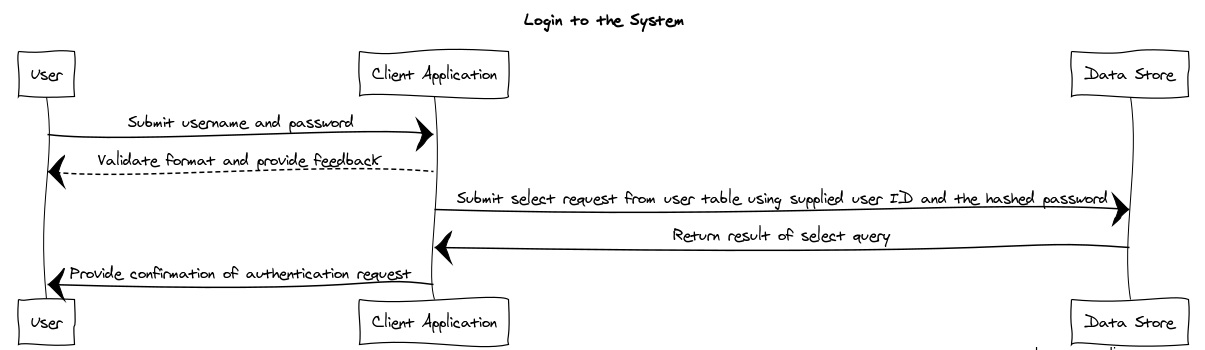 Login to the System
User
Client Application
Data Store
Submit username and password
Validate format and provide feedback
Submit select request from user table using supplied user ID and the hashed password
Return result of select query
Provide confirmation of authentication request
User
Client Application
Data Store